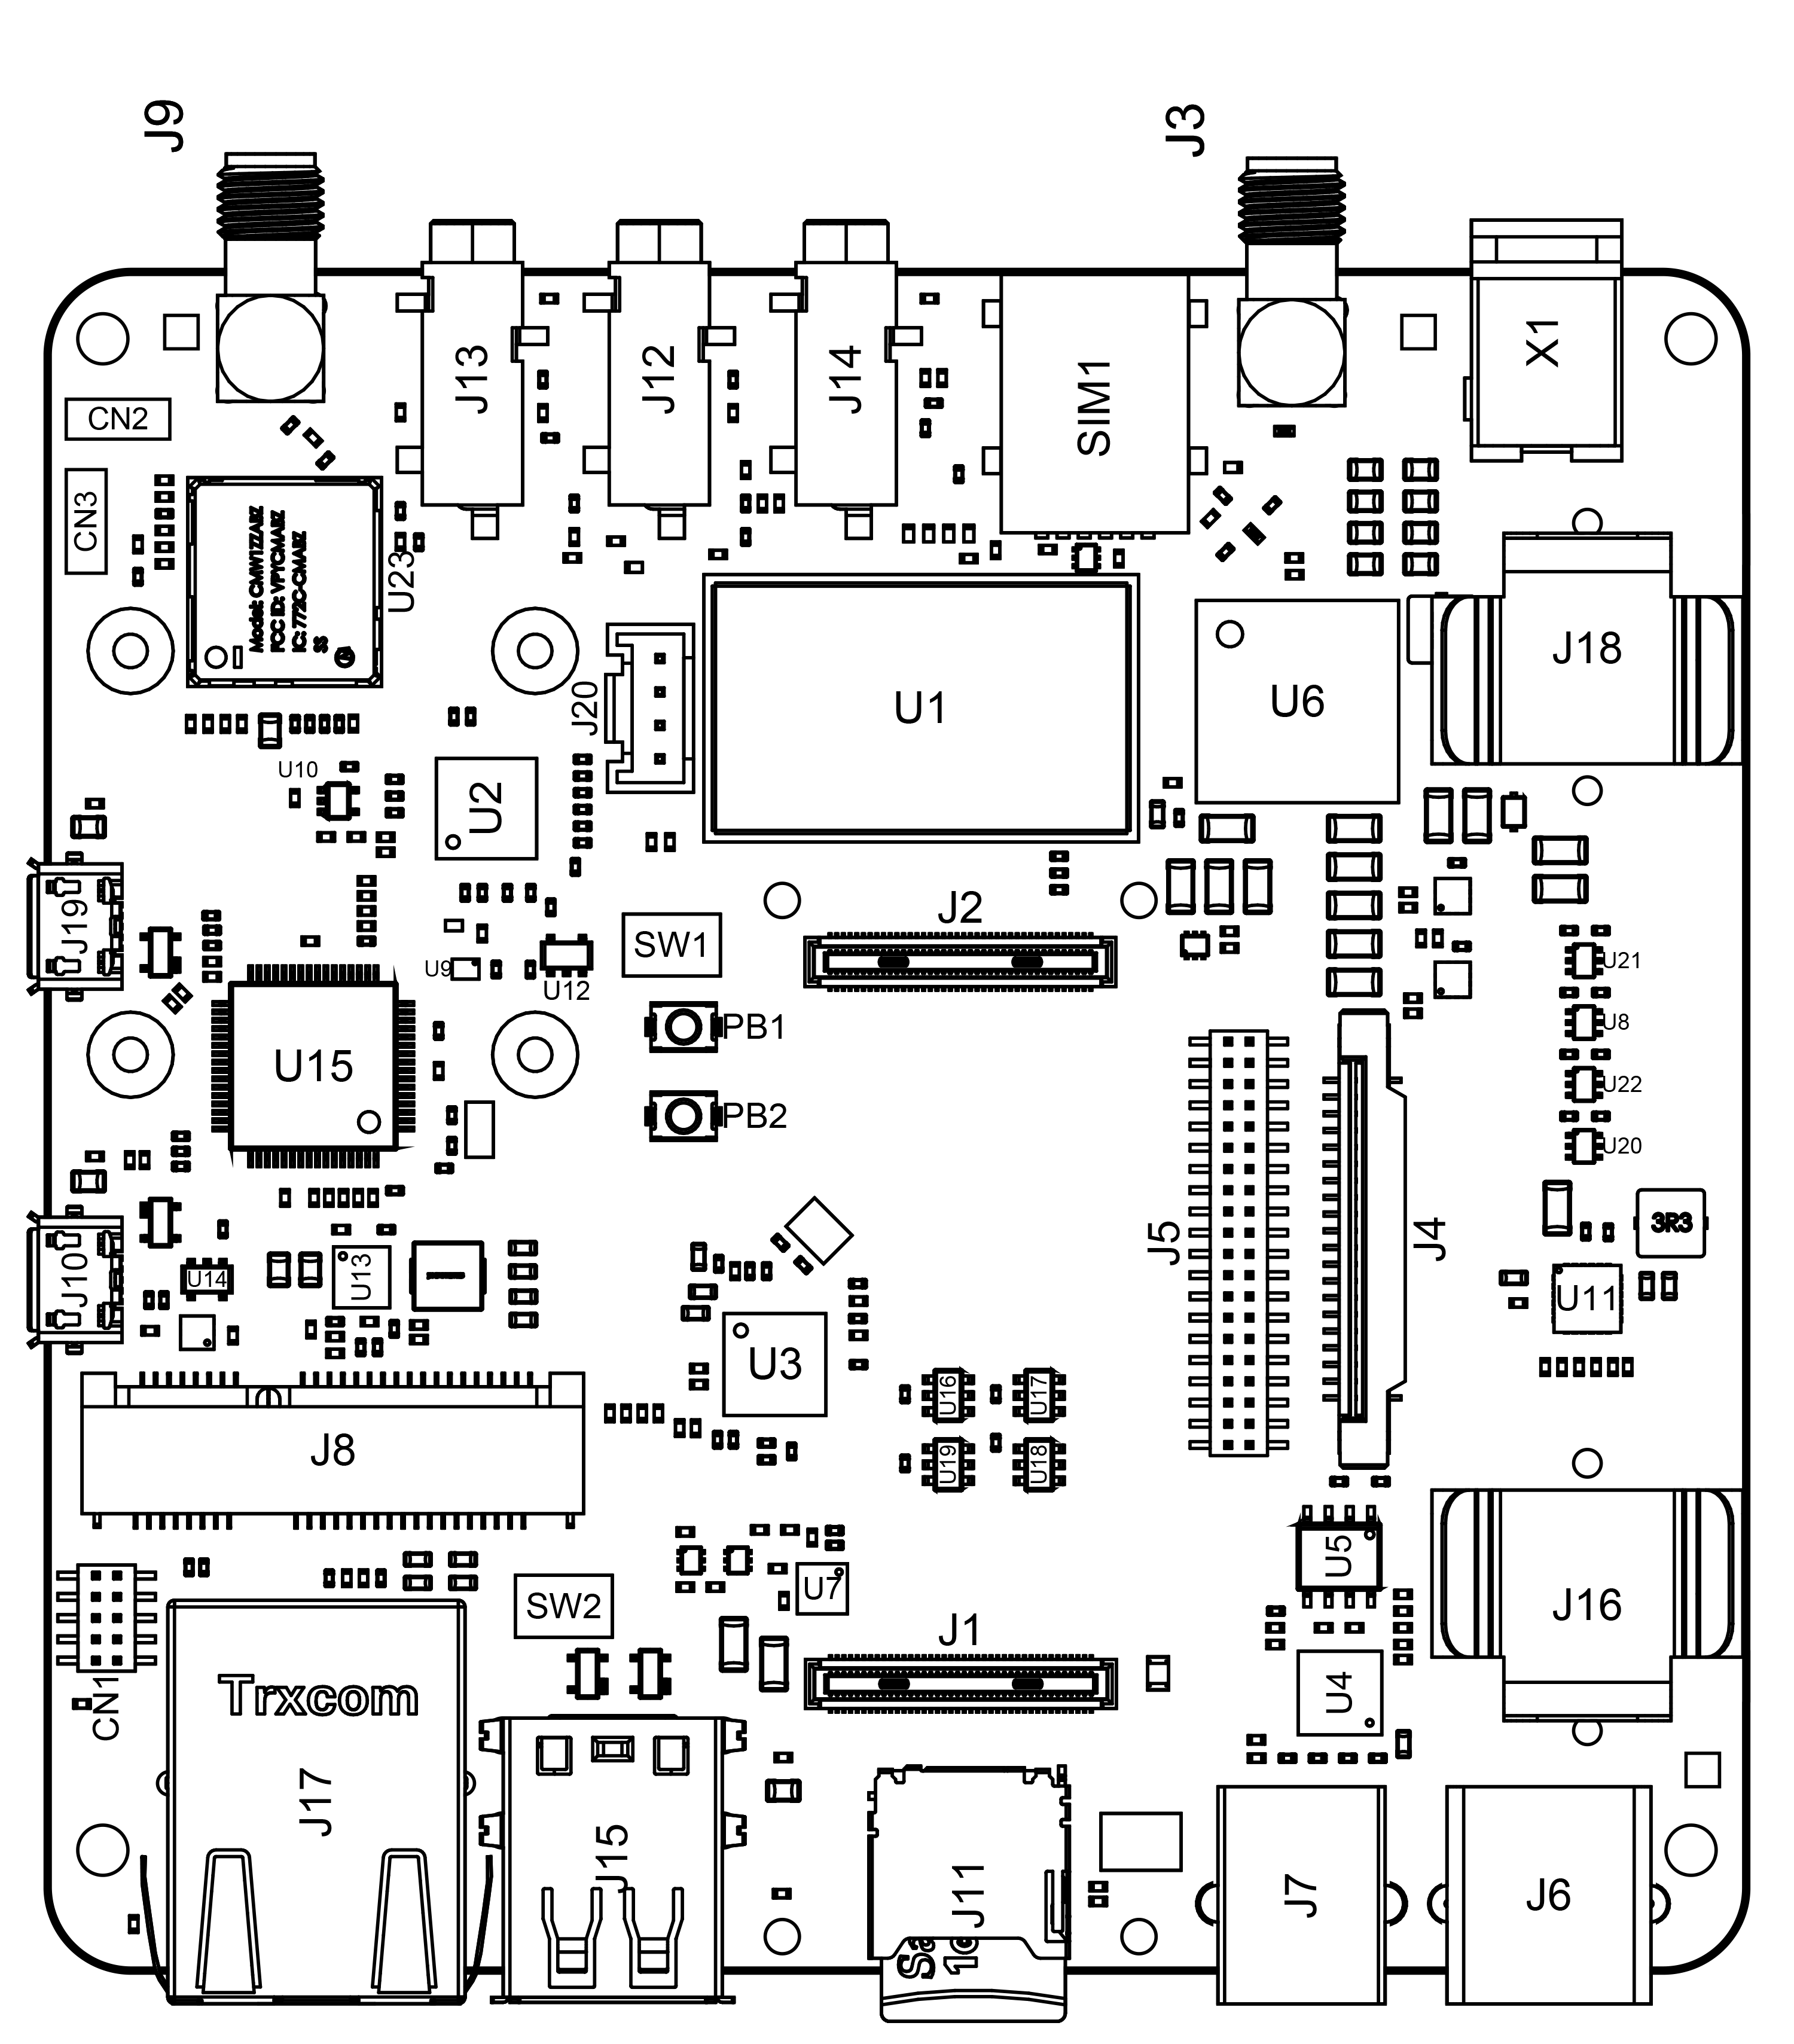 J9
J3
J13
J12
J14
SIM1
X1
CN2
CN3
Model: CMW1ZZABZ
FCC ID: VPYCMABZ
IC: 772C-CMABZ
SS
U23
J18
J20
U1
U6
U10
U2
J19
J2
SW1
U9
U12
U21
PB1
U8
U15
U22
PB2
U20
J5
J4
3R3
J10
U14
U13
U11
U3
U16
U17
J8
U19
U18
U5
U7
SW2
J16
J1
CN1
U4
Trxcom
J17
J15
J11
J7
J6
Sa
1